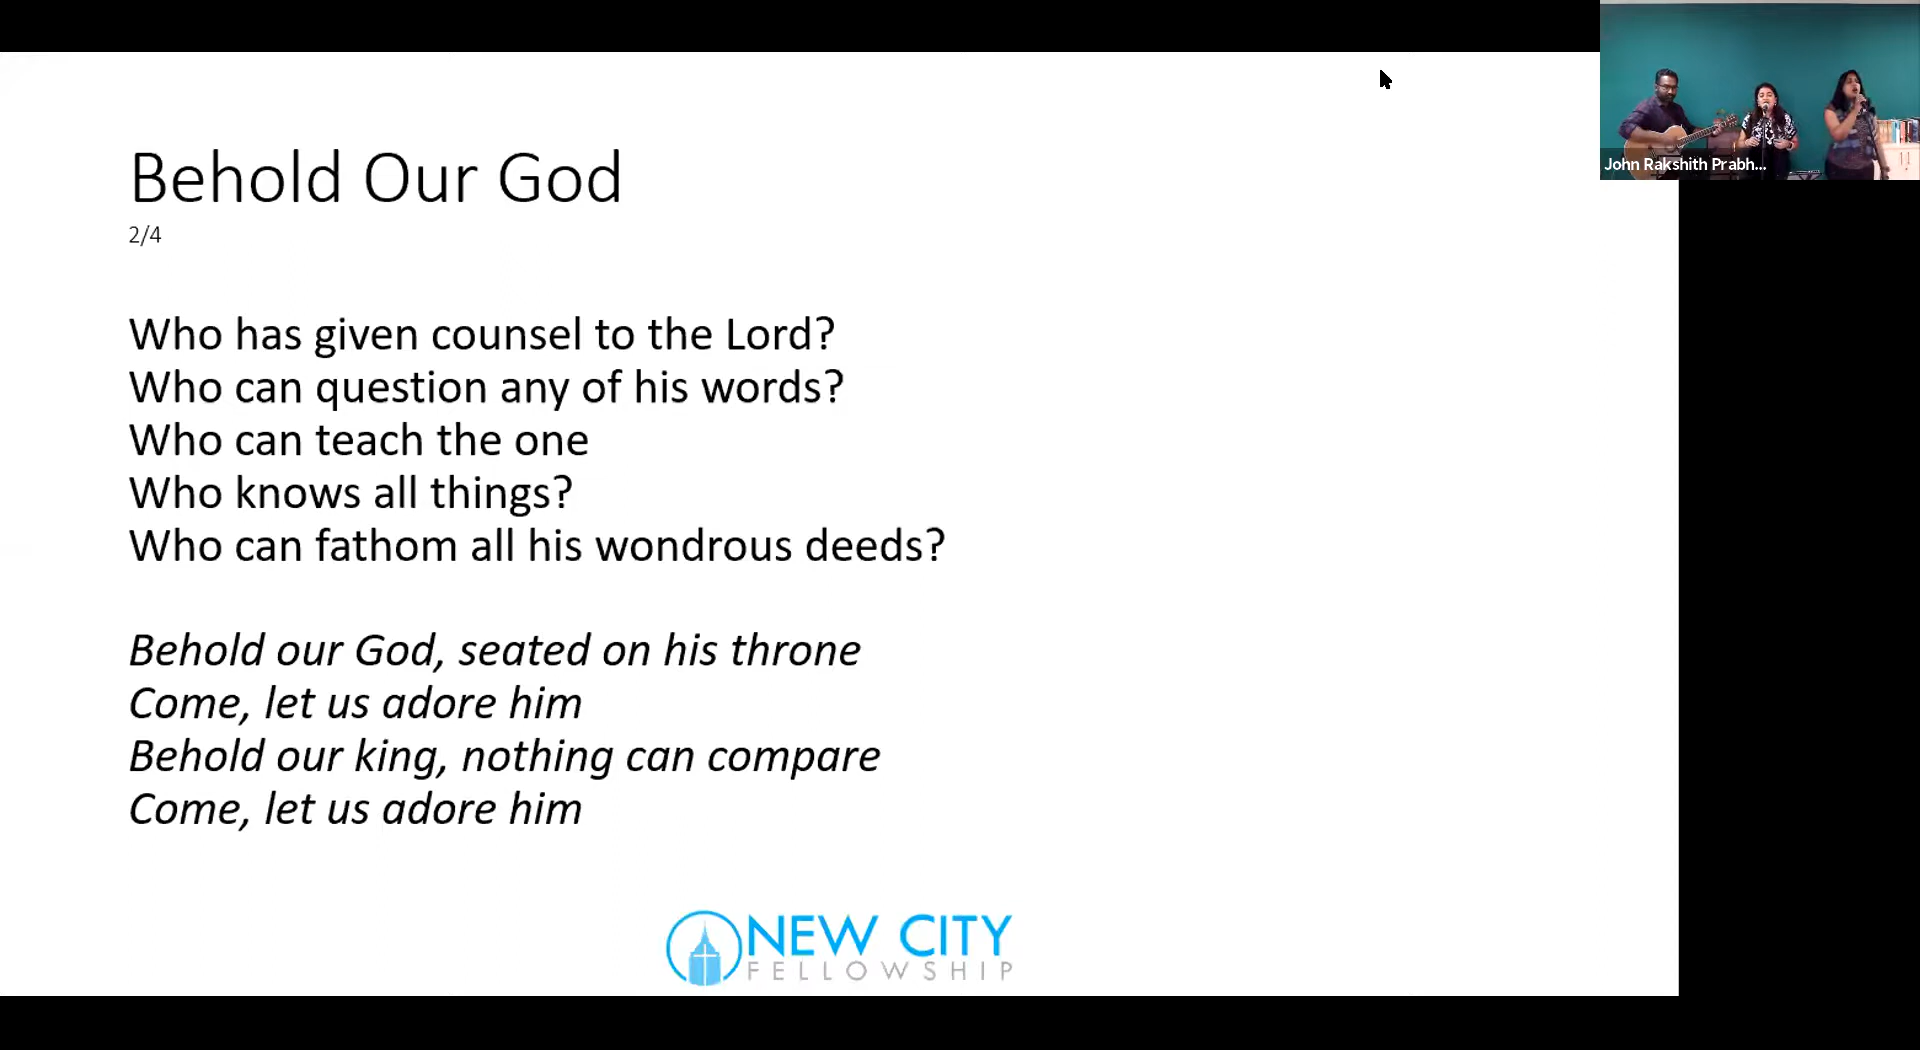 Behold Our God
2/4
Who has given counsel to the Lord?
Who can question any of his words?
Who can teach the one
Who knows all things?
Who can fathom all his wondrous deeds?
Behold our God, seated on his throne
Come, let us adore him
Behold our king, nothing can compare
Come, let us adore him
NEW CITY
FELLOWSHIP
John Rakshith Prabh...